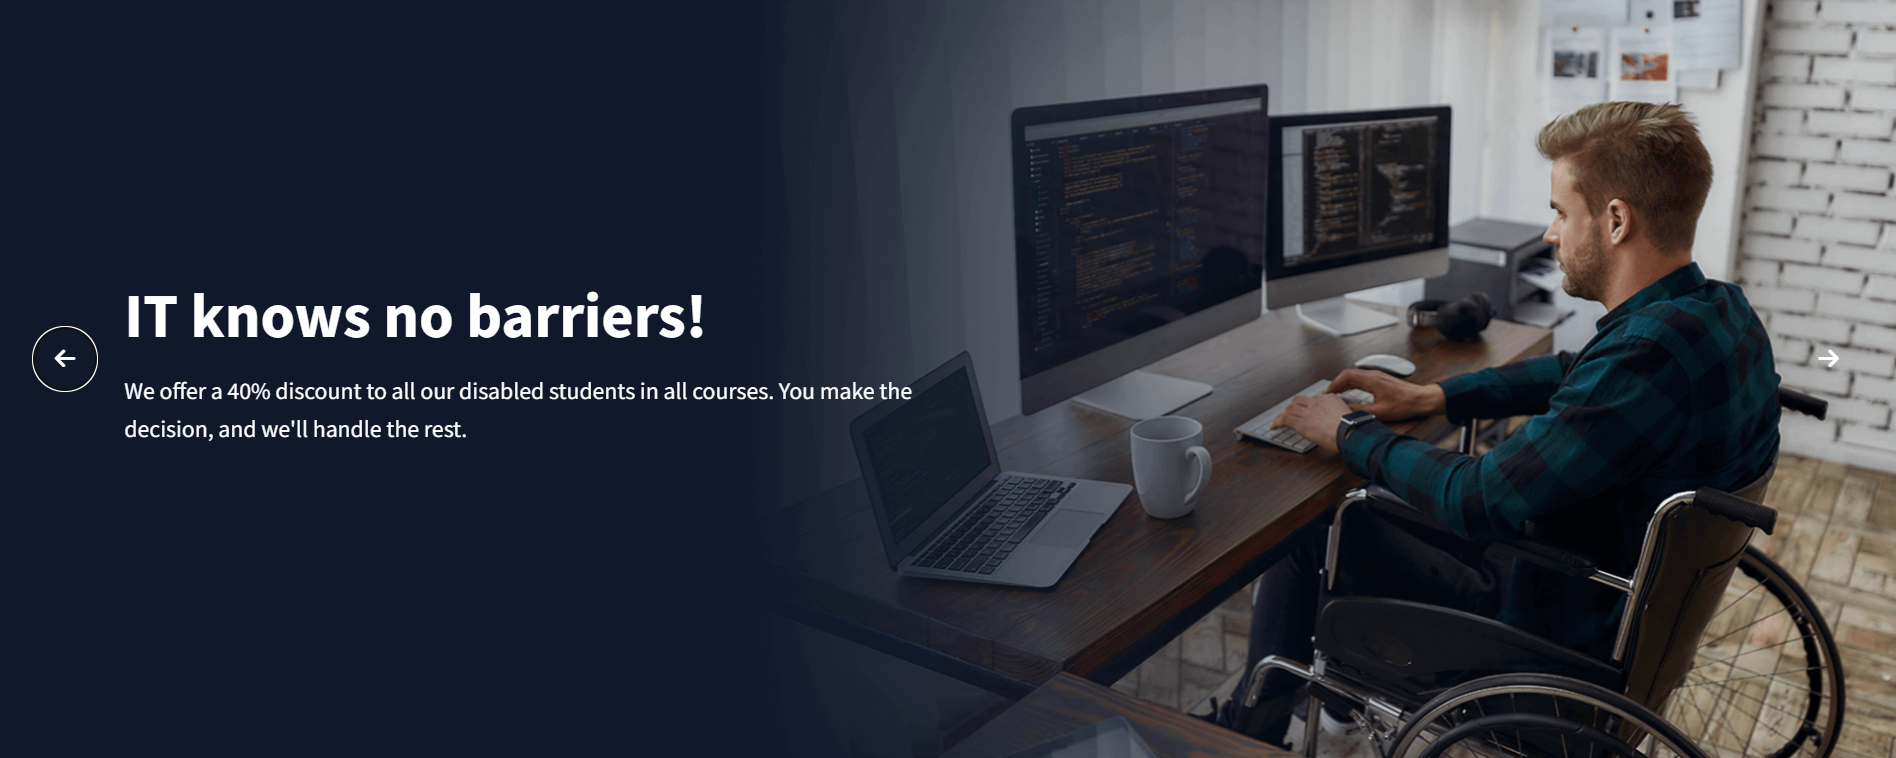 IT knows no barriers!
We offer a 40% discount to all our disabled students in all courses. You make the
decision, and we'll handle the rest.